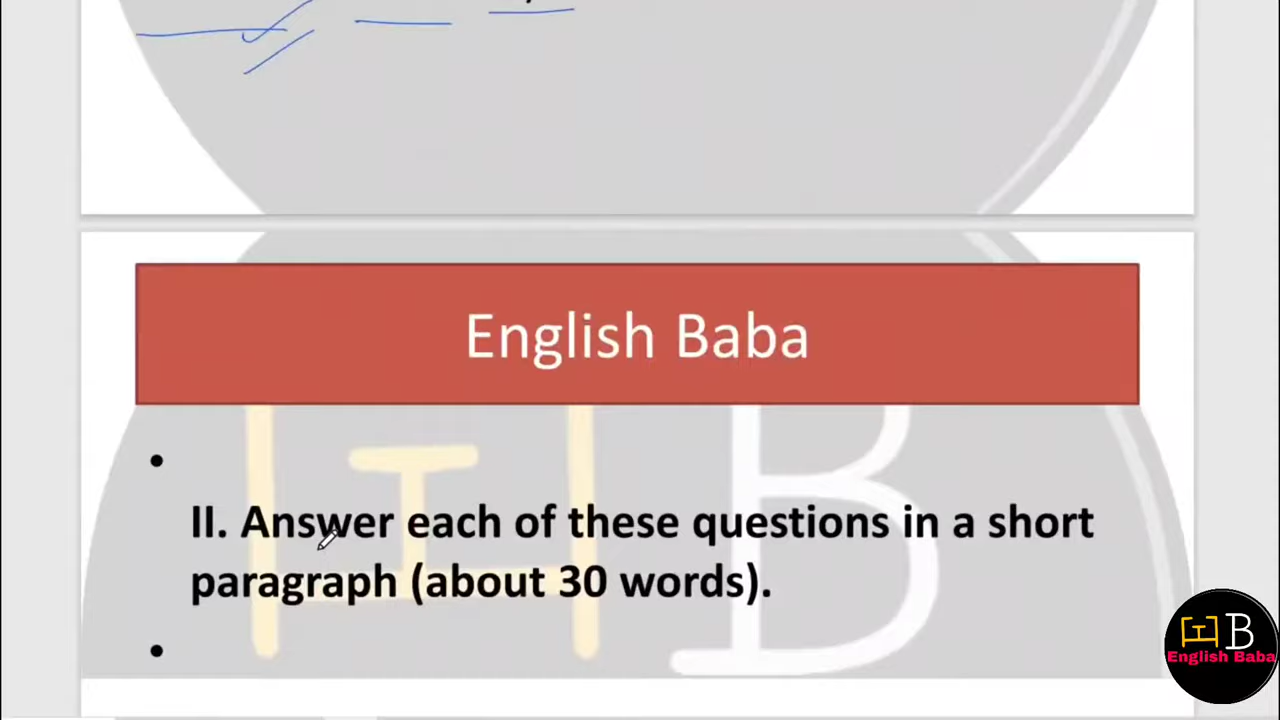 English Baba
II. Answer each of these questions in a short
paragraph (about 30 words).
B
English Baba